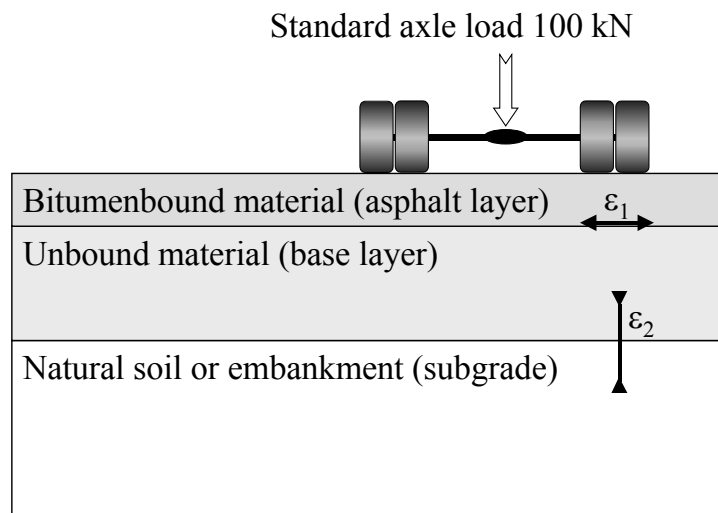 Standard axle load 100 kN
Bitumenbound material (asphalt layer)
ε₁
Unbound material (base layer)
ε₂
Natural soil or embankment (subgrade)